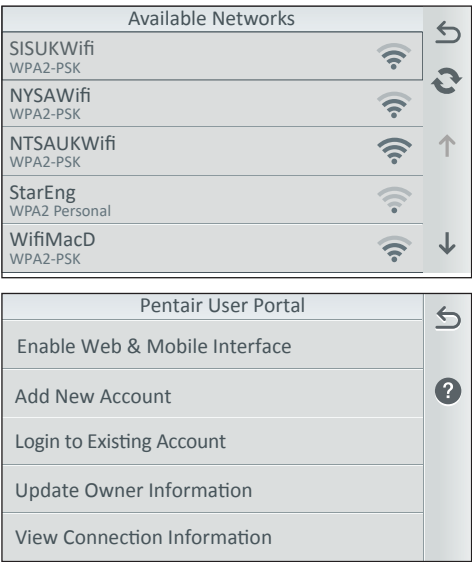 Available Networks
SISUKWifi
WPA2-PSK
NYSAWifi
WPA2-PSK
NTSAUKWifi
WPA2-PSK
StarEng
WPA2 Personal
WifiMacD
WPA2-PSK
Pentair User Portal
Enable Web & Mobile Interface
Add New Account
Login to Existing Account
Update Owner Information
View Connection Information